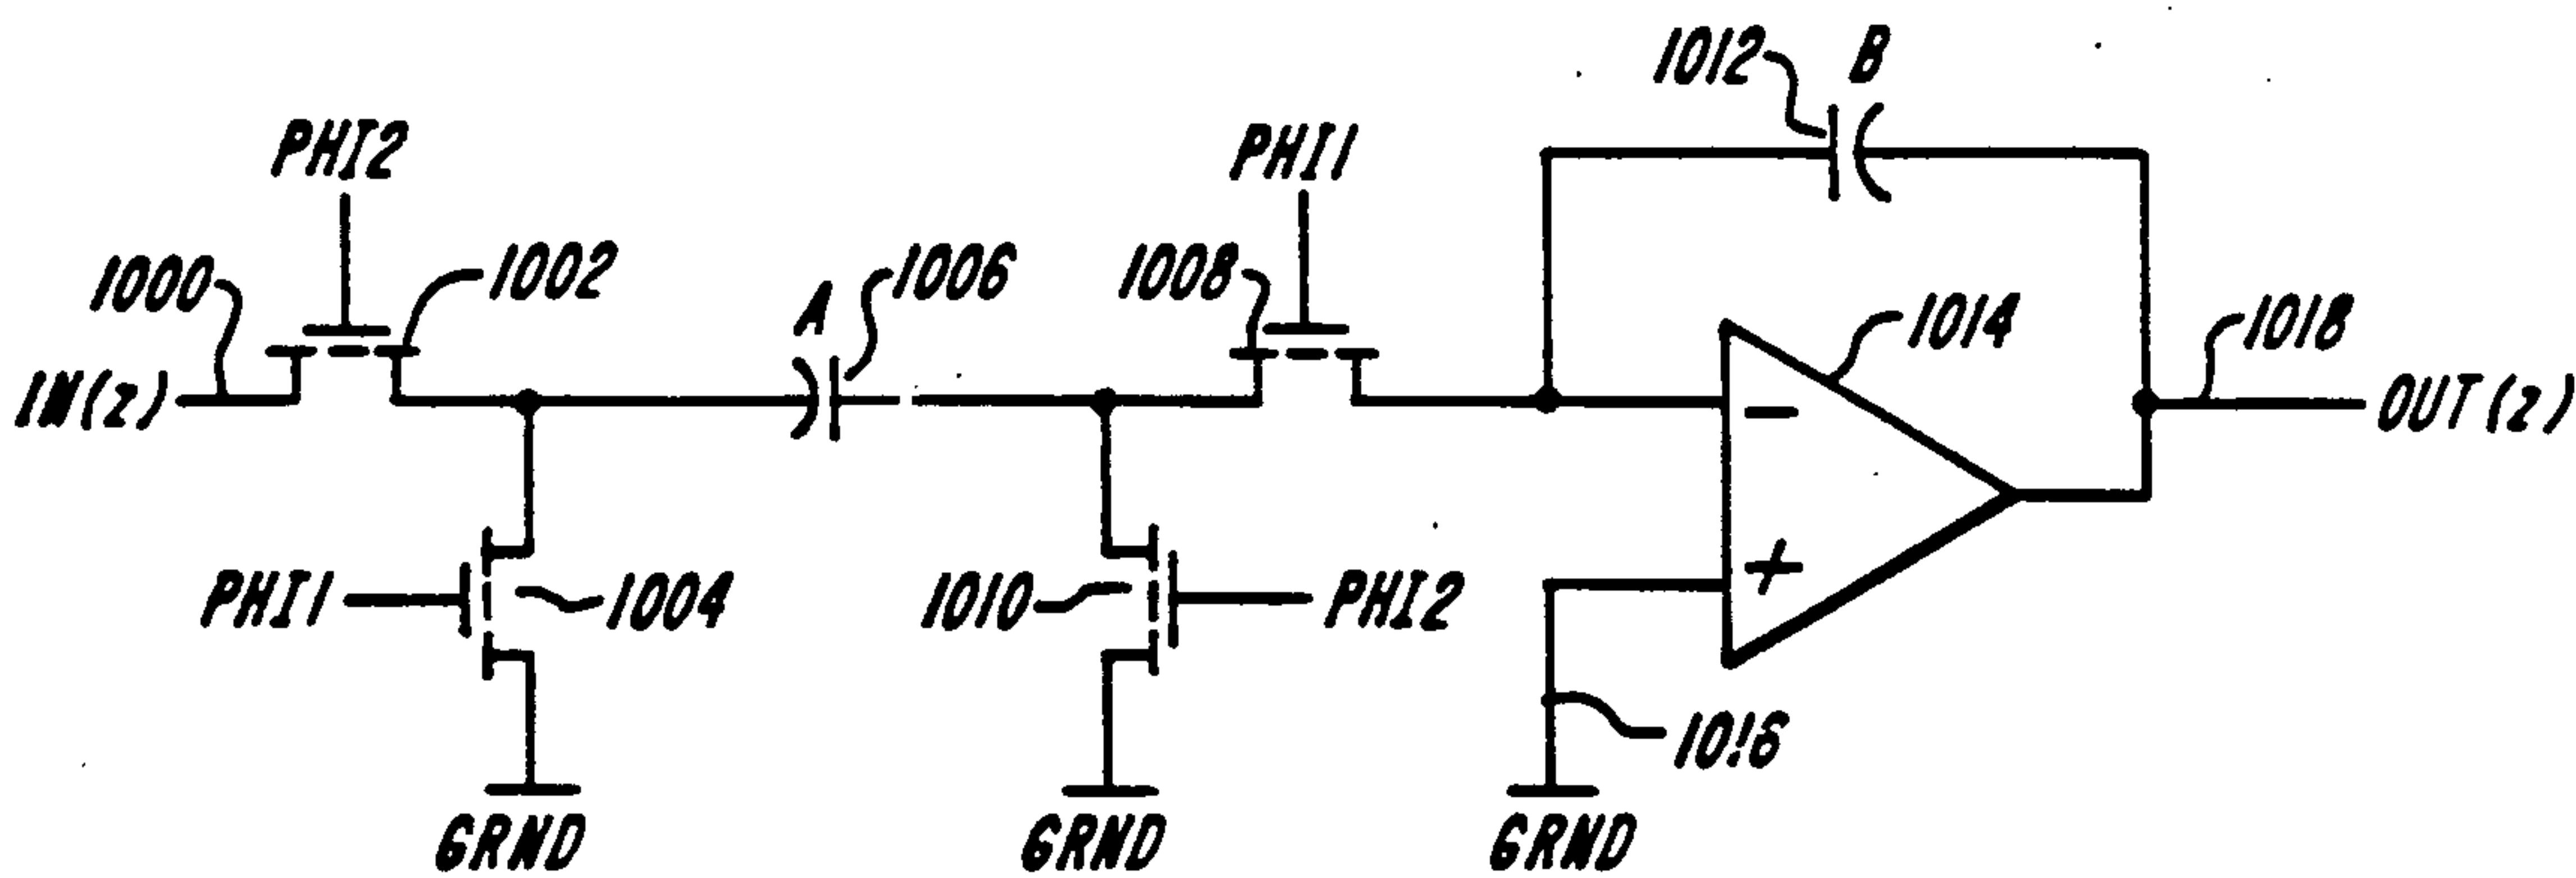 1012 B
PHI2
PHI1
1000
1002
A
1006
1008
1014
1018
IN(z)
-
OUT(z)
+
PHI1
1004
1010
PHI2
1016
GRND
GRND
GRND